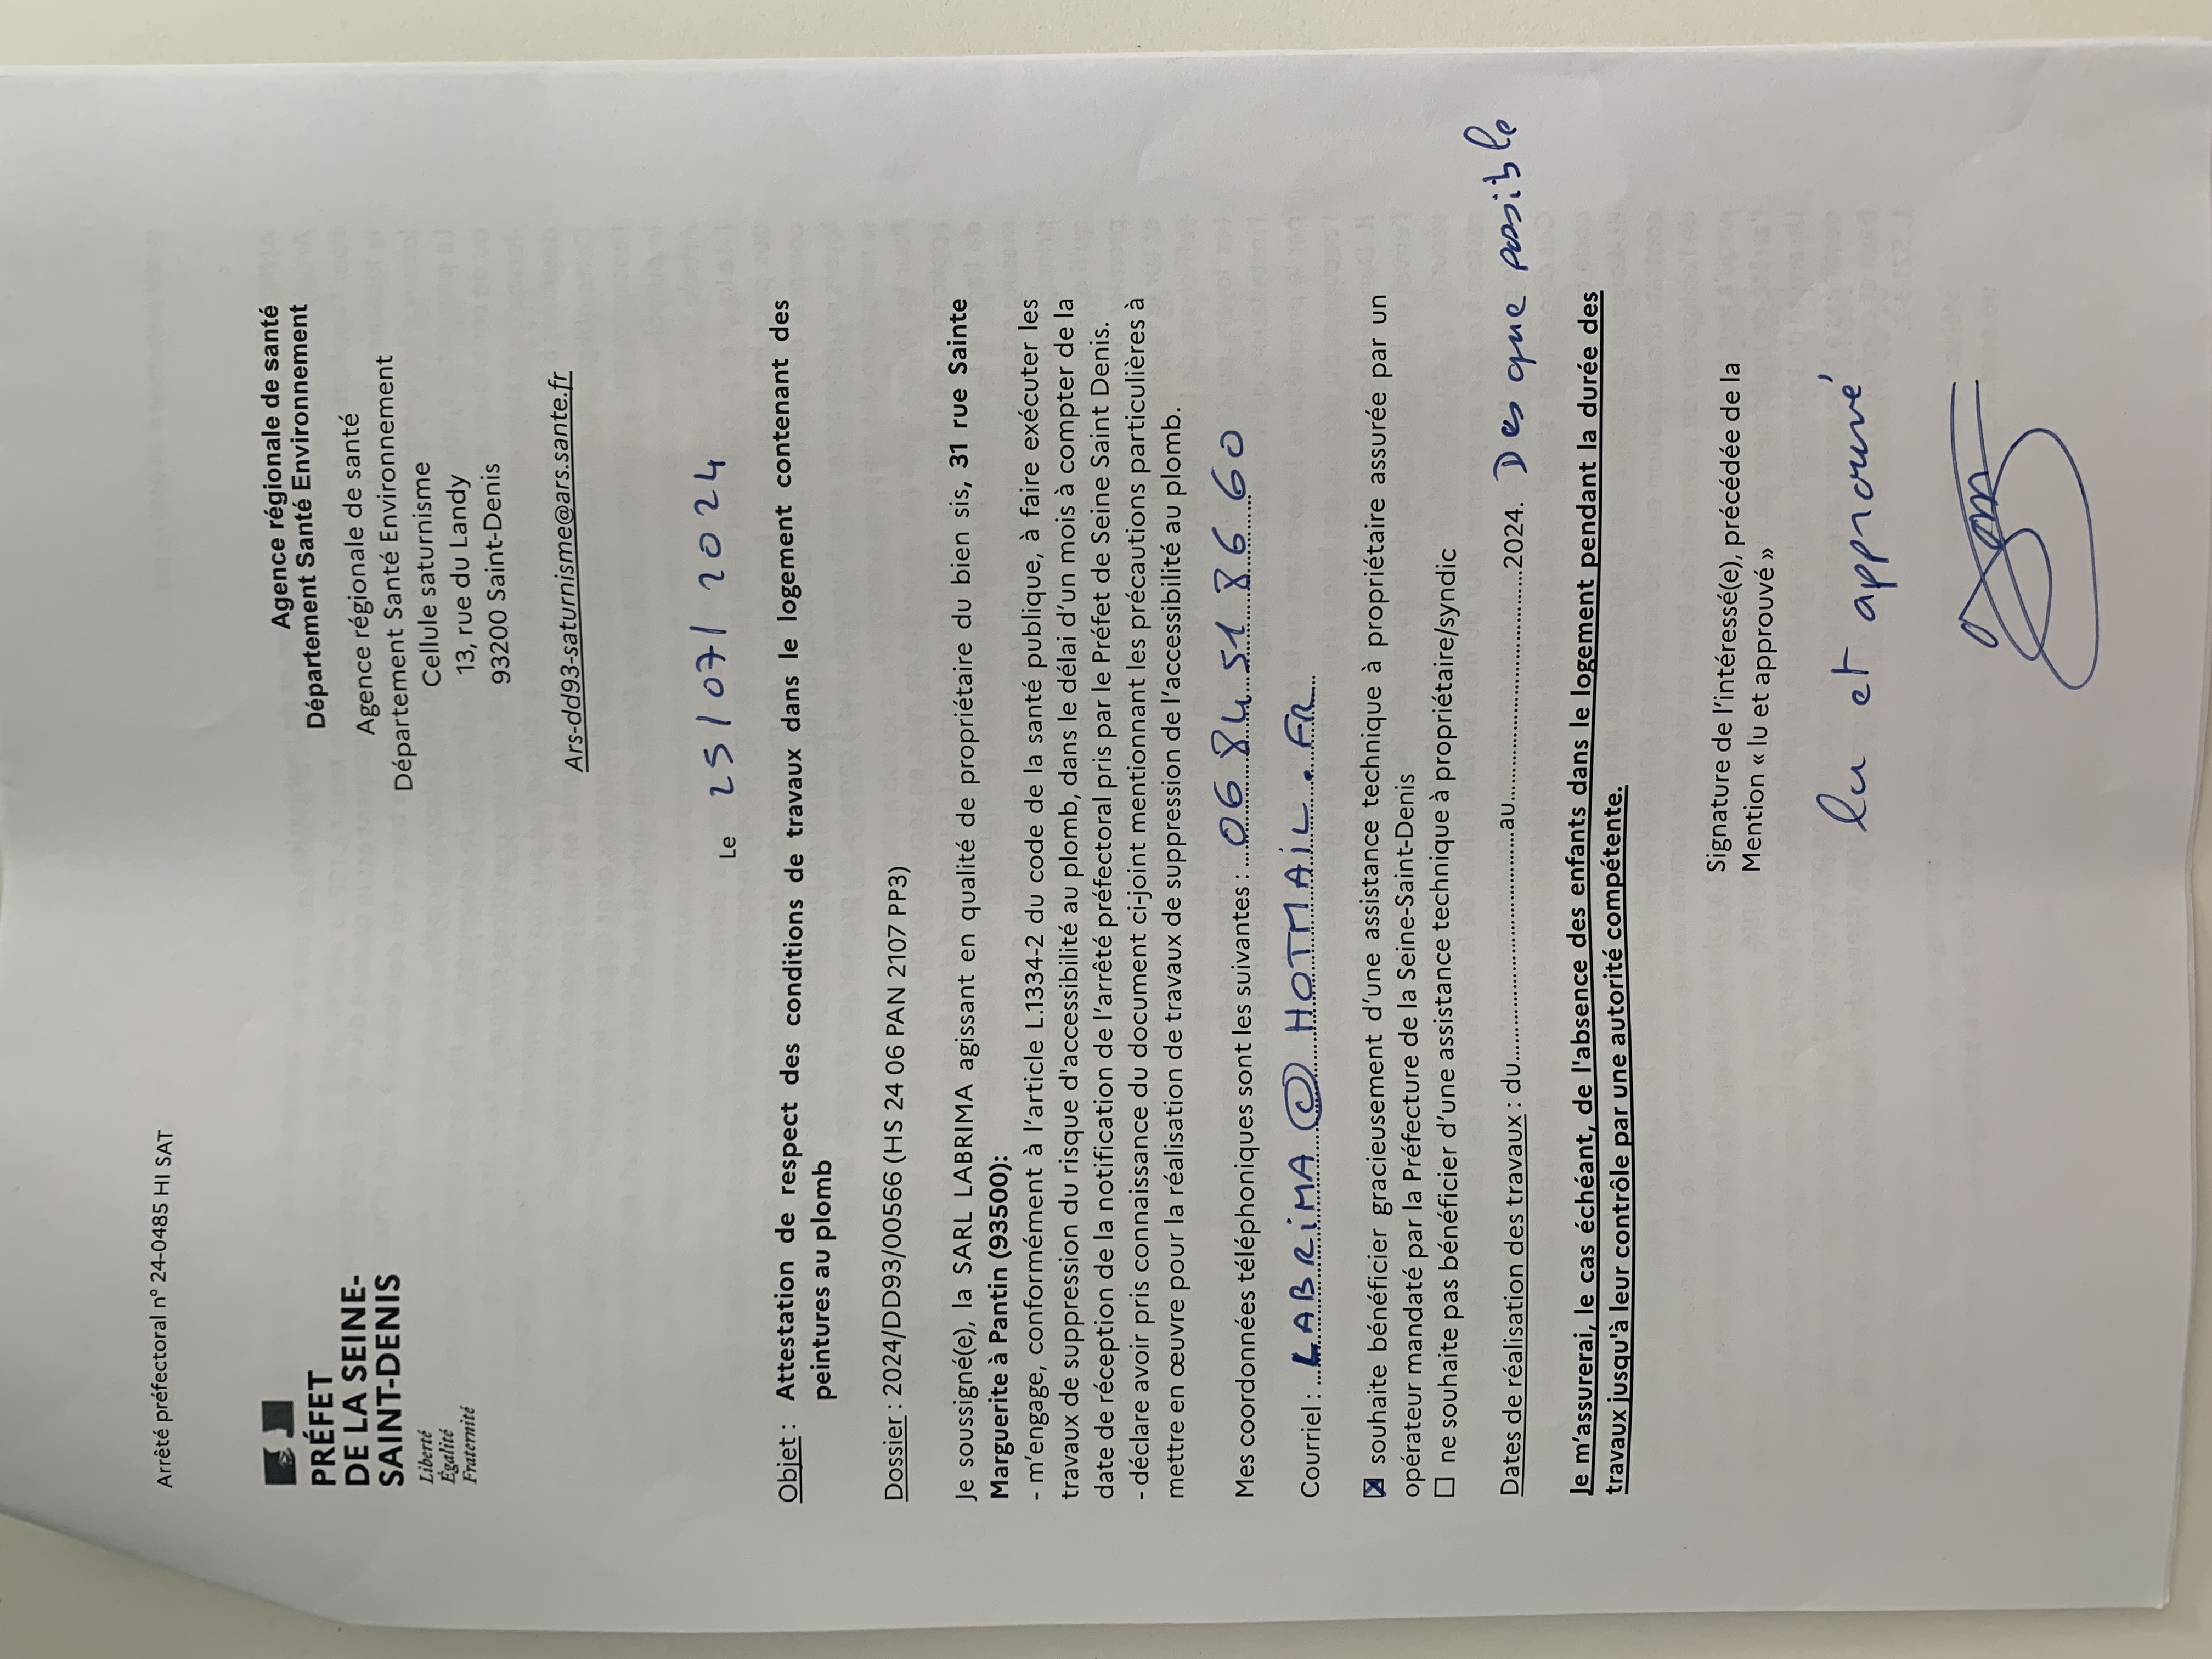 Arrêté préfectoral n° 24-0485 HI SAT
PRÉFET
DE LA SEINE-
SAINT-DENIS
Liberté
Égalité
Fraternité
Agence régionale de santé
Département Santé Environnement
Agence régionale de santé
Département Santé Environnement
Cellule saturnisme
13, rue du Landy
93200 Saint-Denis
Ars-dd93-saturnisme@ars.sante.fr
Le 25/07/2024
Objet : Attestation de respect des conditions de travaux dans le logement contenant des
peintures au plomb
Dossier : 2024/DD93/00566 (HS 24 06 PAN 2107 PP3)
Je soussigné(e), la SARL LABRIMA agissant en qualité de propriétaire du bien sis, 31 rue Sainte
Marguerite à Pantin (93500):
- m'engage, conformément à l'article L.1334-2 du code de la santé publique, à faire exécuter les
travaux de suppression du risque d'accessibilité au plomb, dans le délai d'un mois à compter de la
date de réception de la notification de l'arrêté préfectoral pris par le Préfet de Seine Saint Denis.
- déclare avoir pris connaissance du document ci-joint mentionnant les précautions particulières à
mettre en œuvre pour la réalisation de travaux de suppression de l'accessibilité au plomb.
Mes coordonnées téléphoniques sont les suivantes : 06 84 51 86 60
Courriel : LABRiMA @ HOTMAiL . FR
☒ souhaite bénéficier gracieusement d'une assistance technique à propriétaire assurée par un
opérateur mandaté par la Préfecture de la Seine-Saint-Denis
☐ ne souhaite pas bénéficier d'une assistance technique à propriétaire/syndic
Dates de réalisation des travaux : du.....................................au.....................................2024. Des que possible
Je m'assurerai, le cas échéant, de l'absence des enfants dans le logement pendant la durée des
travaux jusqu'à leur contrôle par une autorité compétente.
Signature de l'intéressé(e), précédée de la
Mention « lu et approuvé »
lu et approuvé